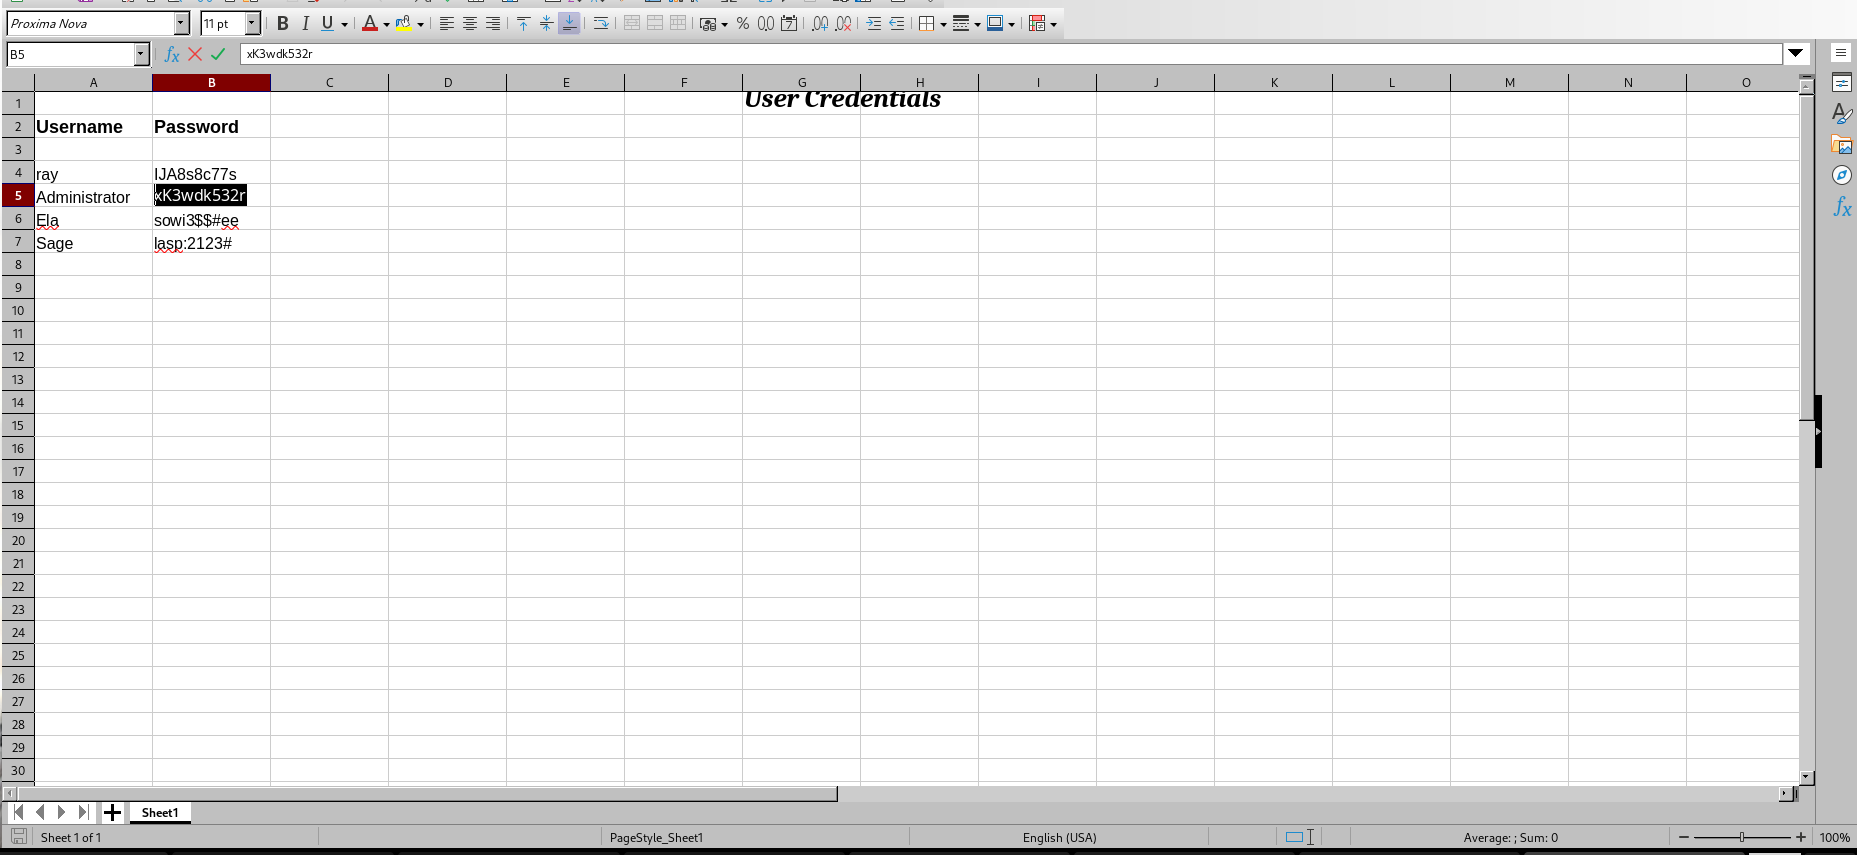 Proxima Nova 11 pt B I U A %
B5 fx xK3wdk532r
A B C D E F G H I J K L M N O
1 User Credentials
2 Username Password
3
4 ray IJA8s8c77s
5 Administrator xK3wdk532r
6 Ela sowi3$$#ee
7 Sage lasp:2123#
8
9
10
11
12
13
14
15
16
17
18
19
20
21
22
23
24
25
26
27
28
29
30
Sheet1
Sheet 1 of 1 PageStyle_Sheet1 English (USA) Average: ; Sum: 0 100%